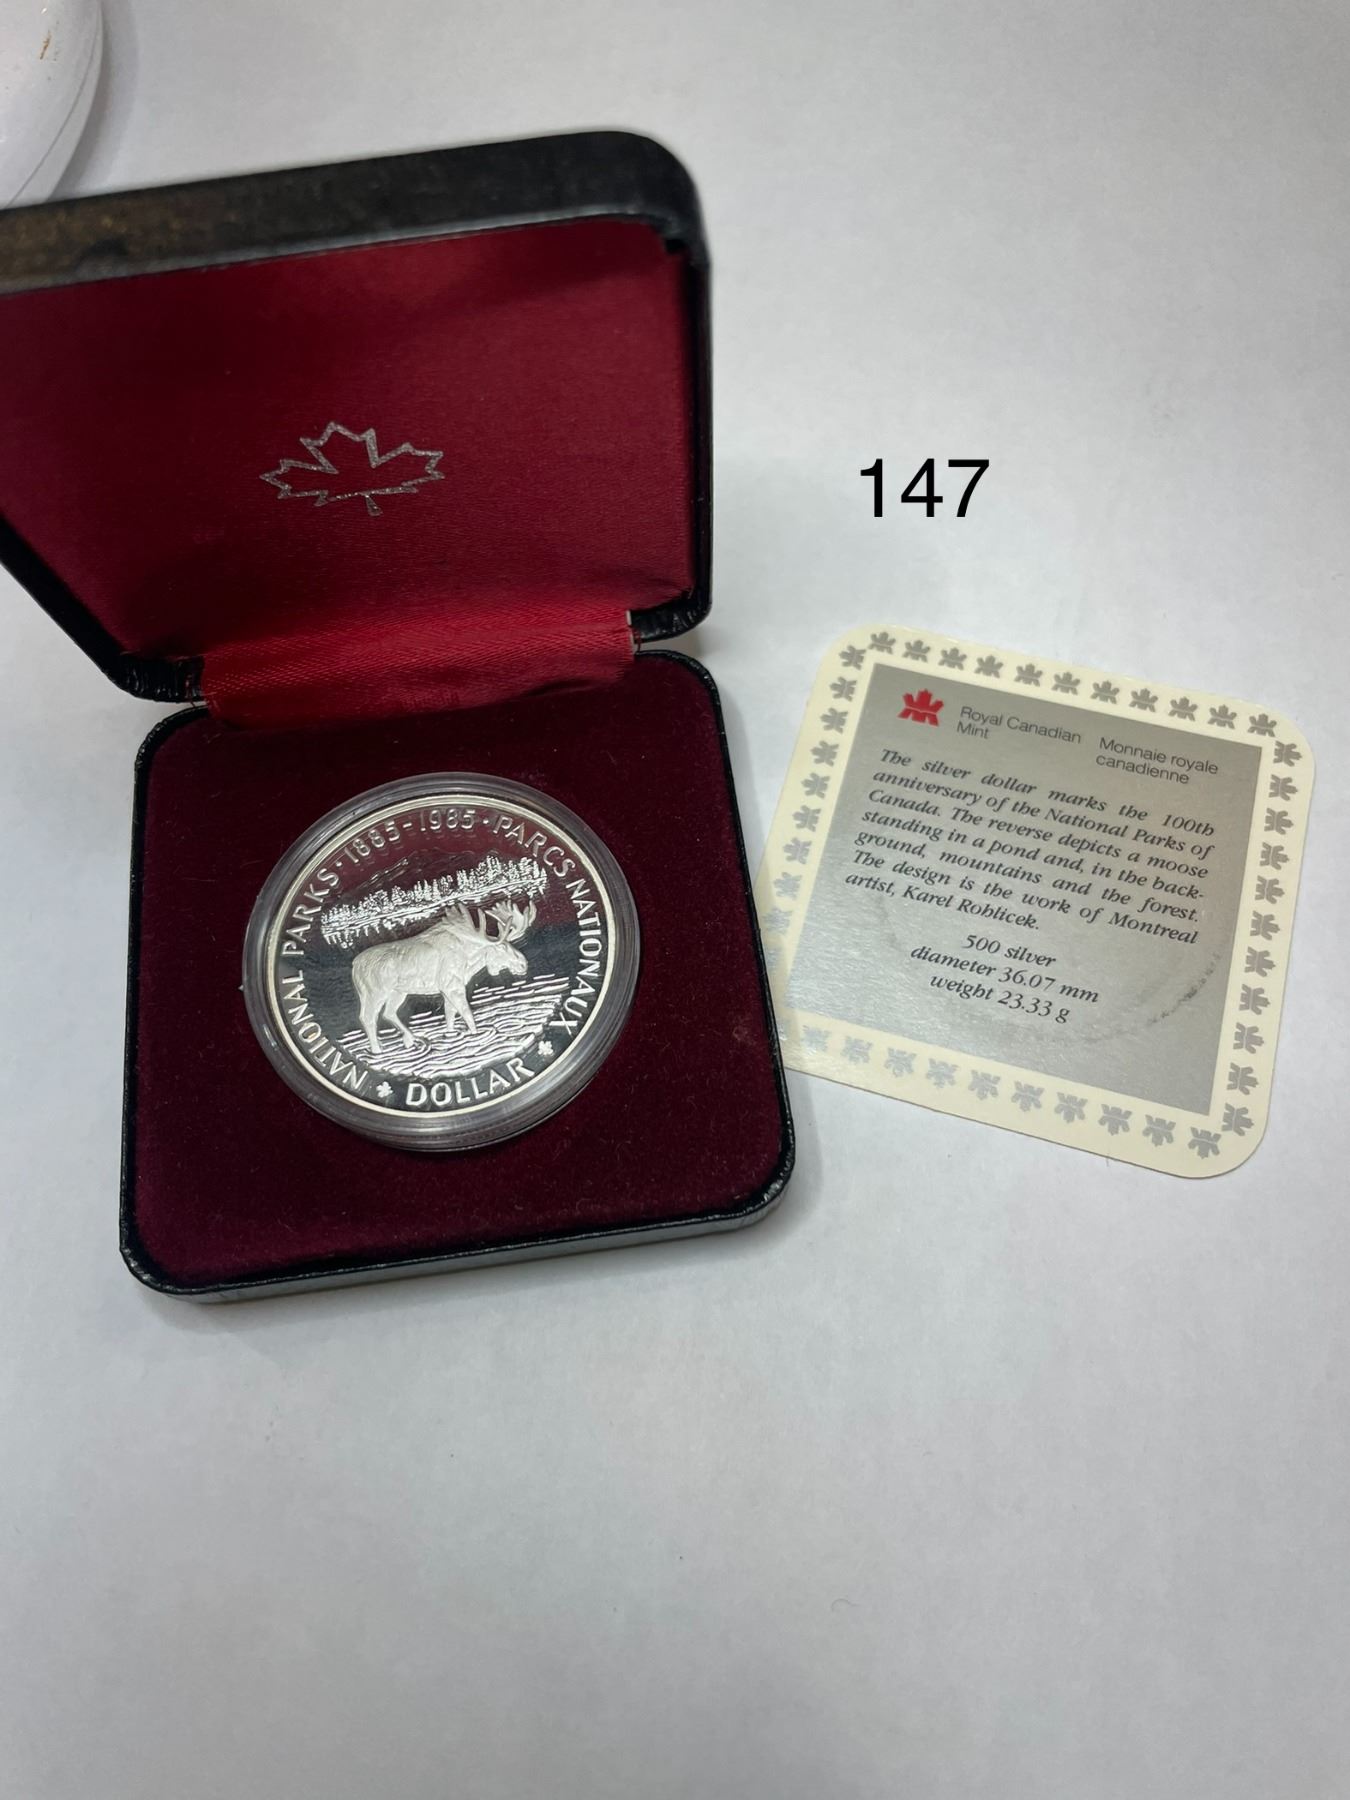 147
NATIONAL PARKS · 1885-1985 · PARCS NATIONAUX
DOLLAR
Royal Canadian Mint
Monnaie royale canadienne
The silver dollar marks the 100th
anniversary of the National Parks of
Canada. The reverse depicts a moose
standing in a pond and, in the back-
ground, mountains and the forest.
The design is the work of Montreal
artist, Karel Rohlicek.
500 silver
diameter 36.07 mm
weight 23.33 g